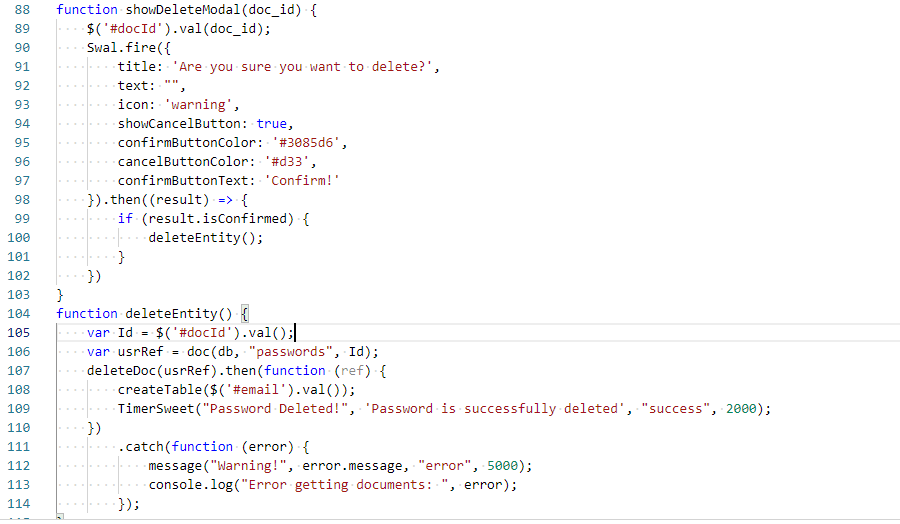 88 function showDeleteModal(doc_id) {
89 $('#docId').val(doc_id);
90 Swal.fire({
91 title: 'Are you sure you want to delete?',
92 text: "",
93 icon: 'warning',
94 showCancelButton: true,
95 confirmButtonColor: '#3085d6',
96 cancelButtonColor: '#d33',
97 confirmButtonText: 'Confirm!'
98 }).then((result) => {
99 if (result.isConfirmed) {
100 deleteEntity();
101 }
102 })
103 }
104 function deleteEntity() {
105 var Id = $('#docId').val();
106 var usrRef = doc(db, "passwords", Id);
107 deleteDoc(usrRef).then(function (ref) {
108 createTable($('#email').val());
109 TimerSweet("Password Deleted!", 'Password is successfully deleted', "success", 2000);
110 })
111 .catch(function (error) {
112 message("Warning!", error.message, "error", 5000);
113 console.log("Error getting documents: ", error);
114 });